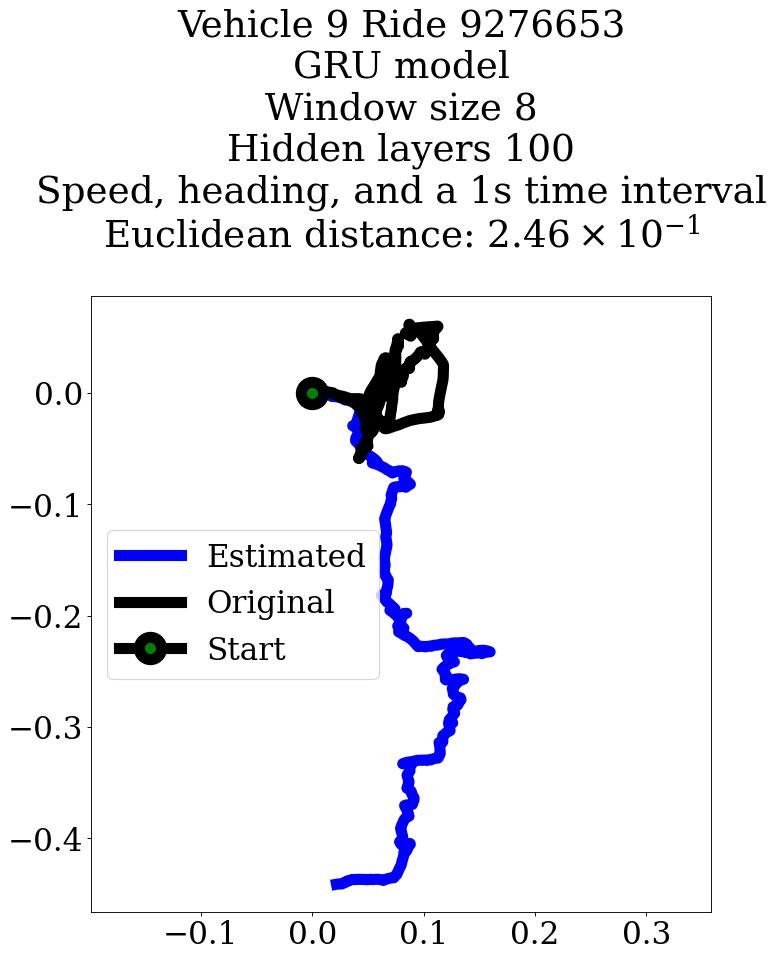 Vehicle 9 Ride 9276653
GRU model
Window size 8
Hidden layers 100
Speed, heading, and a 1s time interval
Euclidean distance: 2.46 × 10⁻¹
0.0
−0.1
−0.2
−0.3
−0.4
Estimated
Original
Start
−0.1 0.0 0.1 0.2 0.3